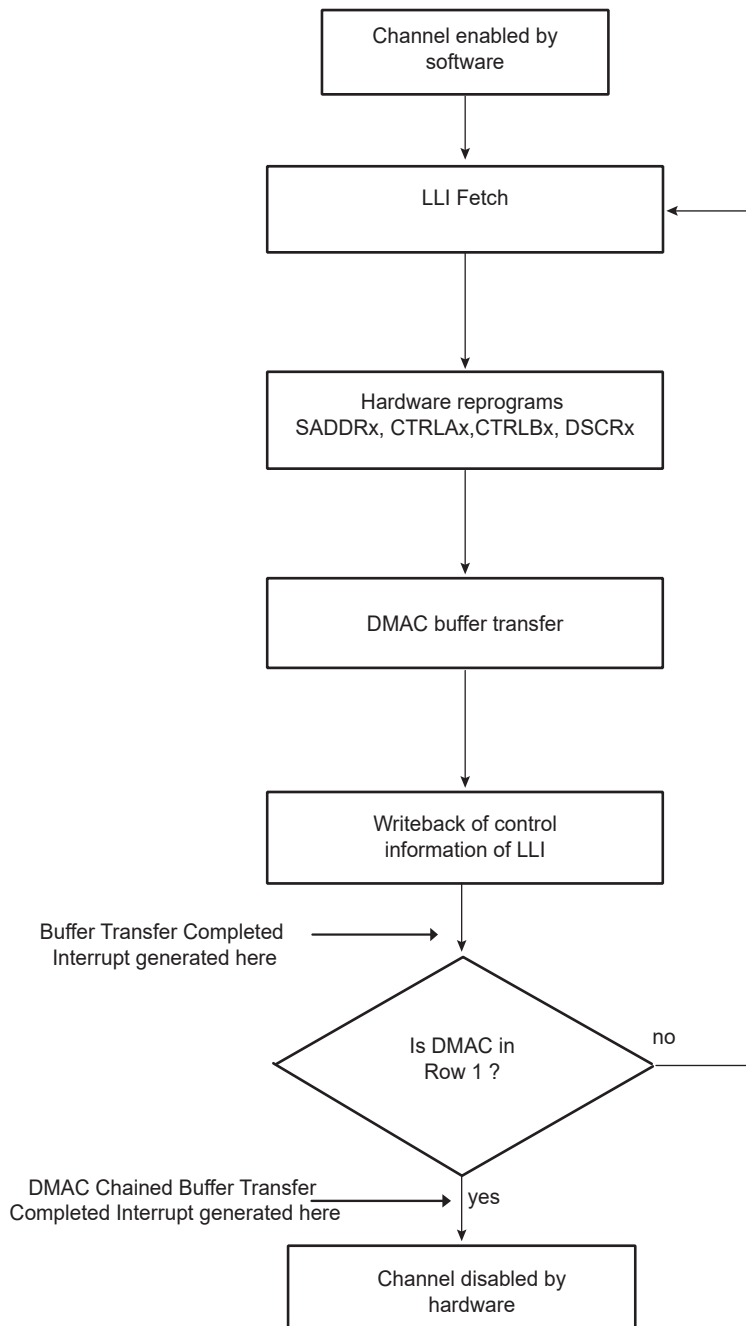 Channel enabled by
software
LLI Fetch
Hardware reprograms
SADDRx, CTRLAx,CTRLBx, DSCRx
DMAC buffer transfer
Writeback of control
information of LLI
Buffer Transfer Completed
Interrupt generated here
Is DMAC in
Row 1 ?
no
DMAC Chained Buffer Transfer
Completed Interrupt generated here
yes
Channel disabled by
hardware